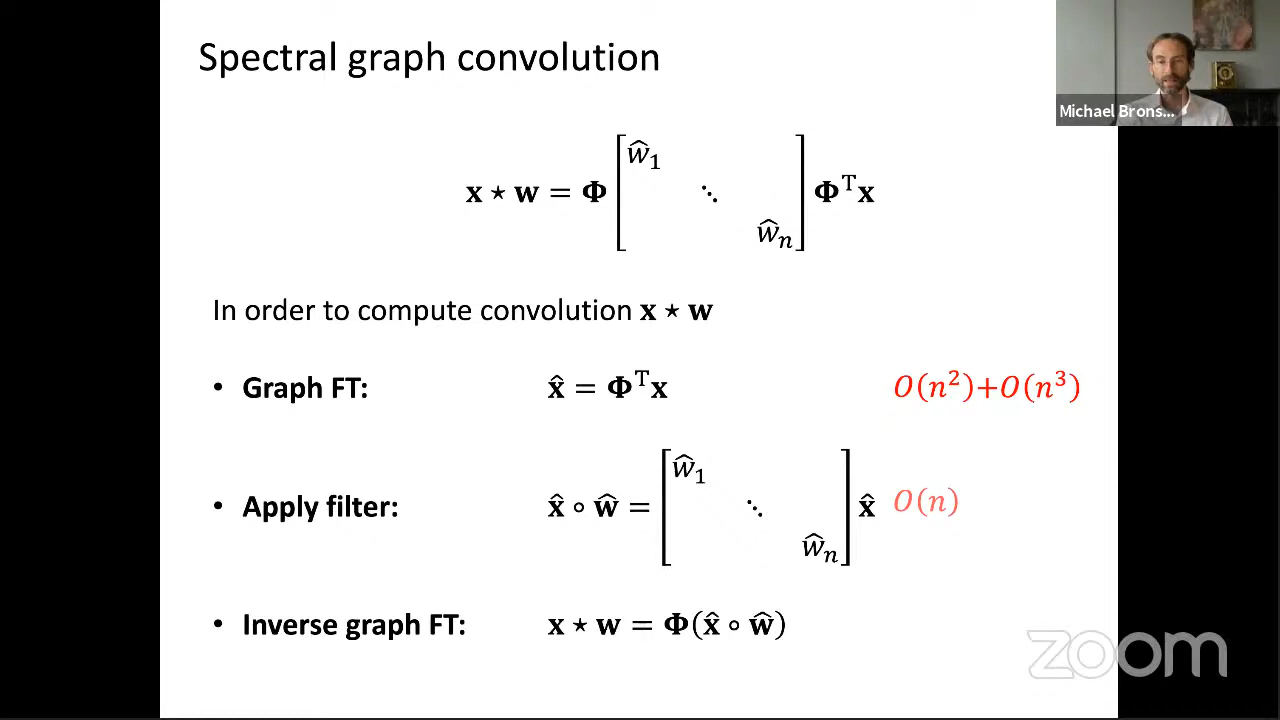 Spectral graph convolution
Michael Brons...
𝐱 ⋆ 𝐰 = 𝚽 [ ŵ₁ ⋱ ŵₙ ] 𝚽ᵀ𝐱
In order to compute convolution 𝐱 ⋆ 𝐰
• Graph FT: 𝐱̂ = 𝚽ᵀ𝐱 O(n²)+O(n³)
• Apply filter: 𝐱̂ ∘ 𝐰̂ = [ ŵ₁ ⋱ ŵₙ ] 𝐱̂ O(n)
• Inverse graph FT: 𝐱 ⋆ 𝐰 = 𝚽(𝐱̂ ∘ 𝐰̂)
zoom